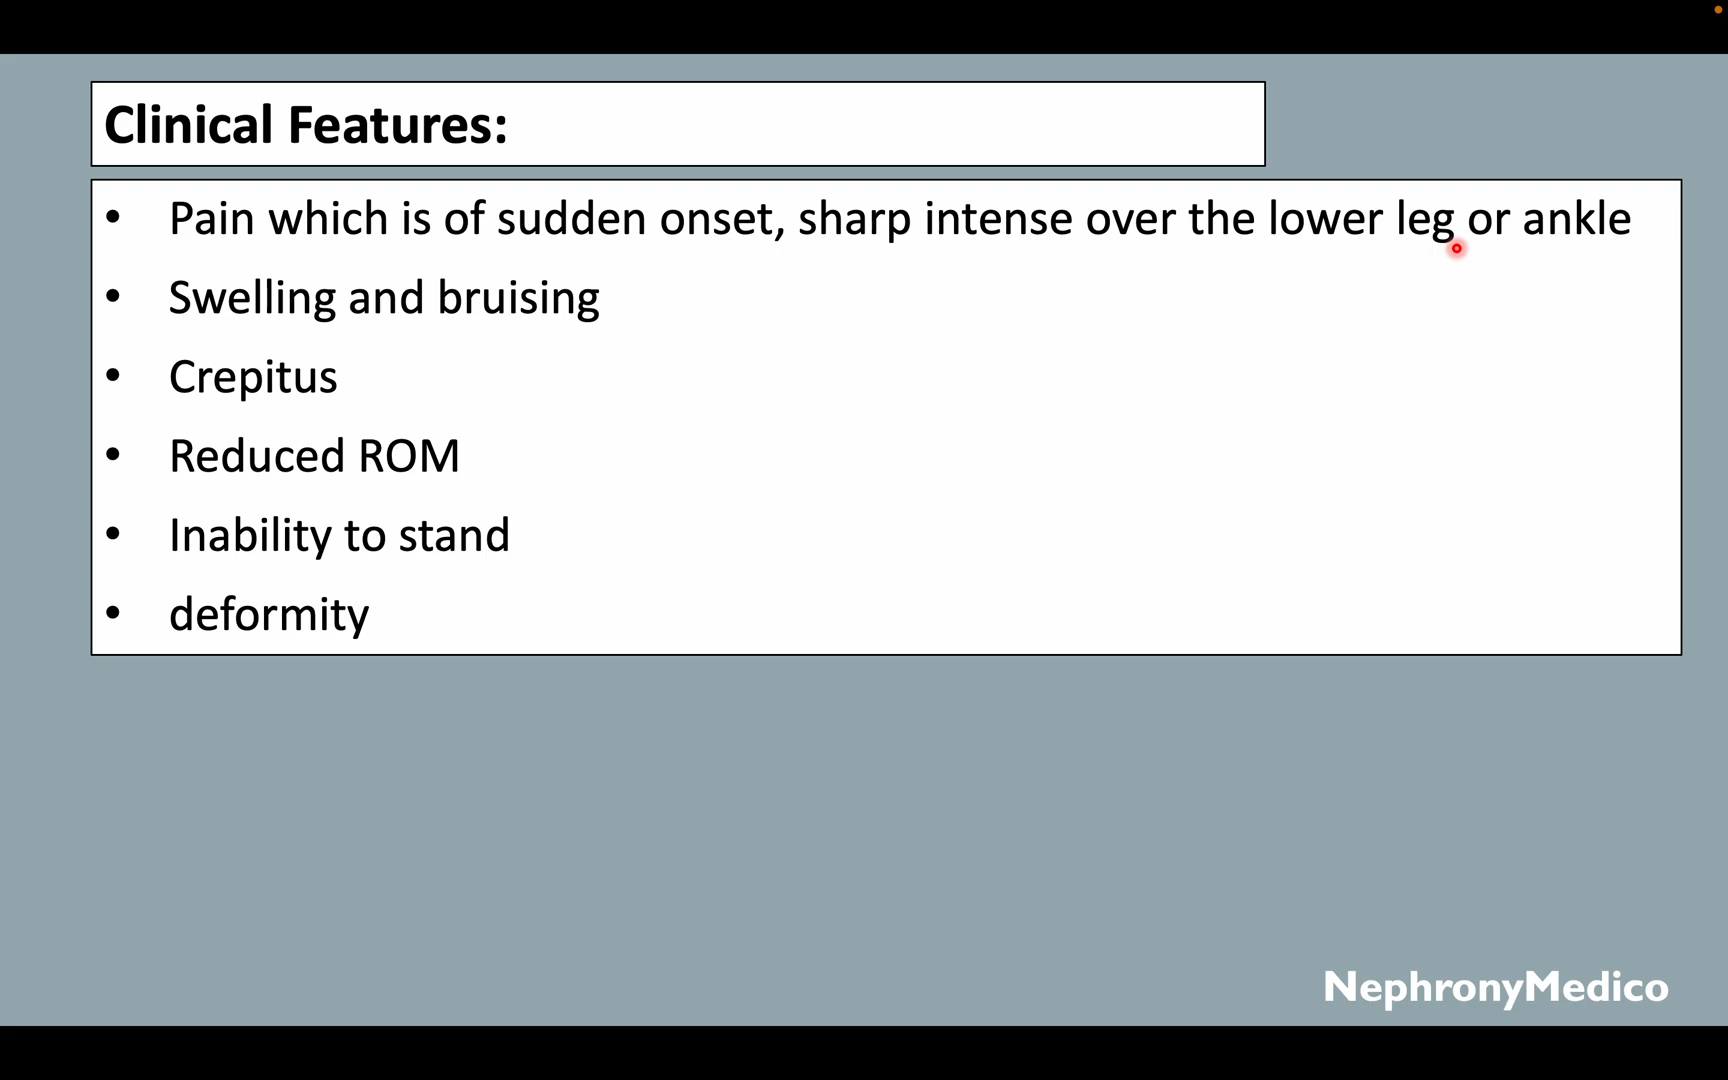 Clinical Features:
• Pain which is of sudden onset, sharp intense over the lower leg or ankle
• Swelling and bruising
• Crepitus
• Reduced ROM
• Inability to stand
• deformity
NephronyMedico